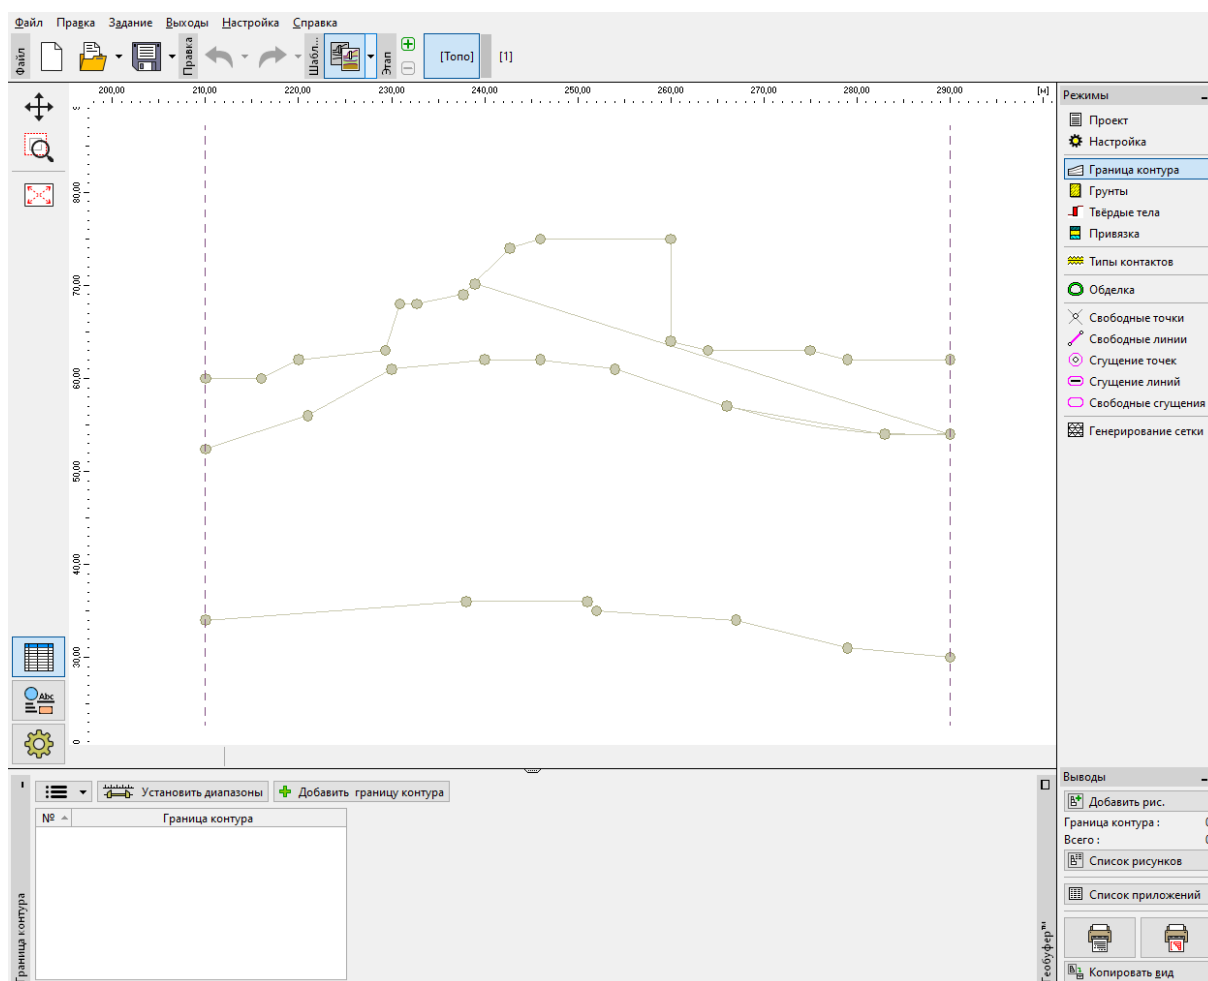 Файл Правка Задание Выходы Настройка Справка
Файл
Правка
Шабл...
Этап
[Топо]
[1]
200,00 210,00 220,00 230,00 240,00 250,00 260,00 270,00 280,00 290,00 [м]
80,00
70,00
60,00
50,00
40,00
30,00
Abc
Режимы
Проект
Настройка
Граница контура
Грунты
Твёрдые тела
Привязка
Типы контактов
Обделка
Свободные точки
Свободные линии
Сгущение точек
Сгущение линий
Свободные сгущения
Генерирование сетки
Установить диапазоны
Добавить границу контура
№ Граница контура
Граница контура
Геобуфер™
Выводы
Добавить рис.
Граница контура :
Всего :
Список рисунков
Список приложений
Копировать вид